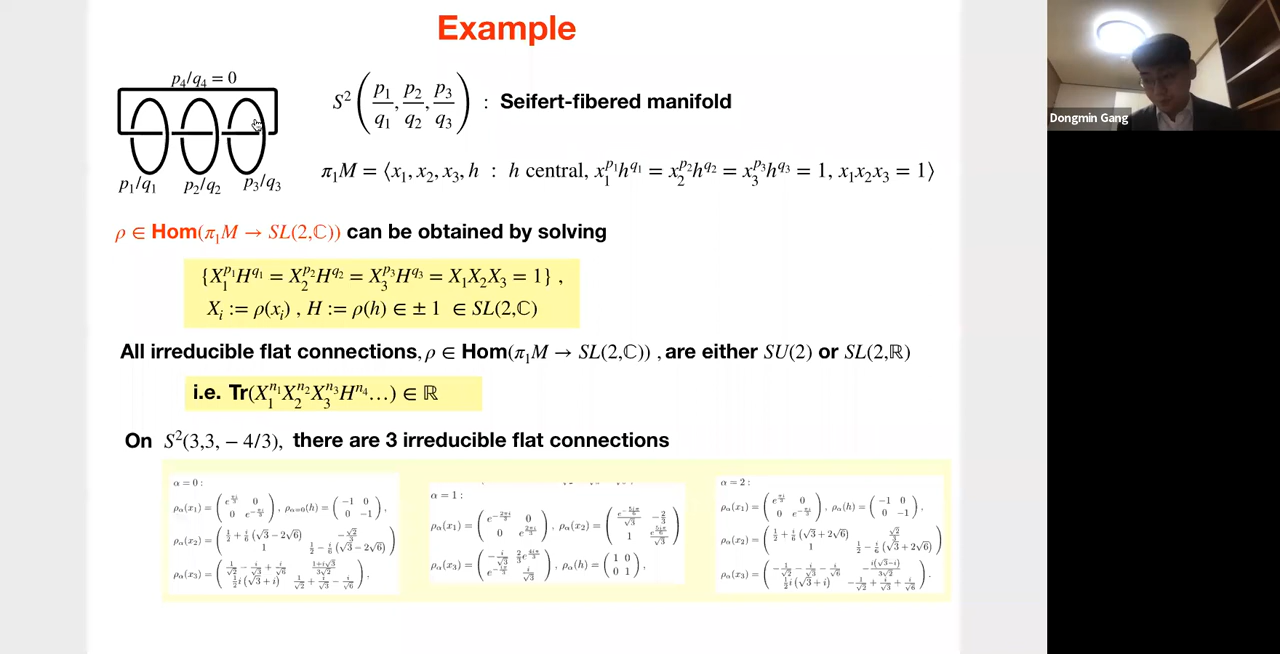 Example
p₄/q₄ = 0
S² ( p₁/q₁ , p₂/q₂ , p₃/q₃ ) : Seifert-fibered manifold
p₁/q₁ p₂/q₂ p₃/q₃
π₁M = ⟨x₁, x₂, x₃, h : h central, x₁^{p₁}h^{q₁} = x₂^{p₂}h^{q₂} = x₃^{p₃}h^{q₃} = 1, x₁x₂x₃ = 1⟩
ρ ∈ Hom(π₁M → SL(2,ℂ)) can be obtained by solving
{X₁^{p₁}H^{q₁} = X₂^{p₂}H^{q₂} = X₃^{p₃}H^{q₃} = X₁X₂X₃ = 1} ,
X_i := ρ(x_i) , H := ρ(h) ∈ ± 1 ∈ SL(2,ℂ)
All irreducible flat connections, ρ ∈ Hom(π₁M → SL(2,ℂ)) , are either SU(2) or SL(2,ℝ)
i.e. Tr(X₁^{n₁}X₂^{n₂}X₃^{n₃}H^{n₄}…) ∈ ℝ
On S²(3,3, − 4/3), there are 3 irreducible flat connections
α = 0 :
α = 1 :
α = 2 :
Dongmin Gang